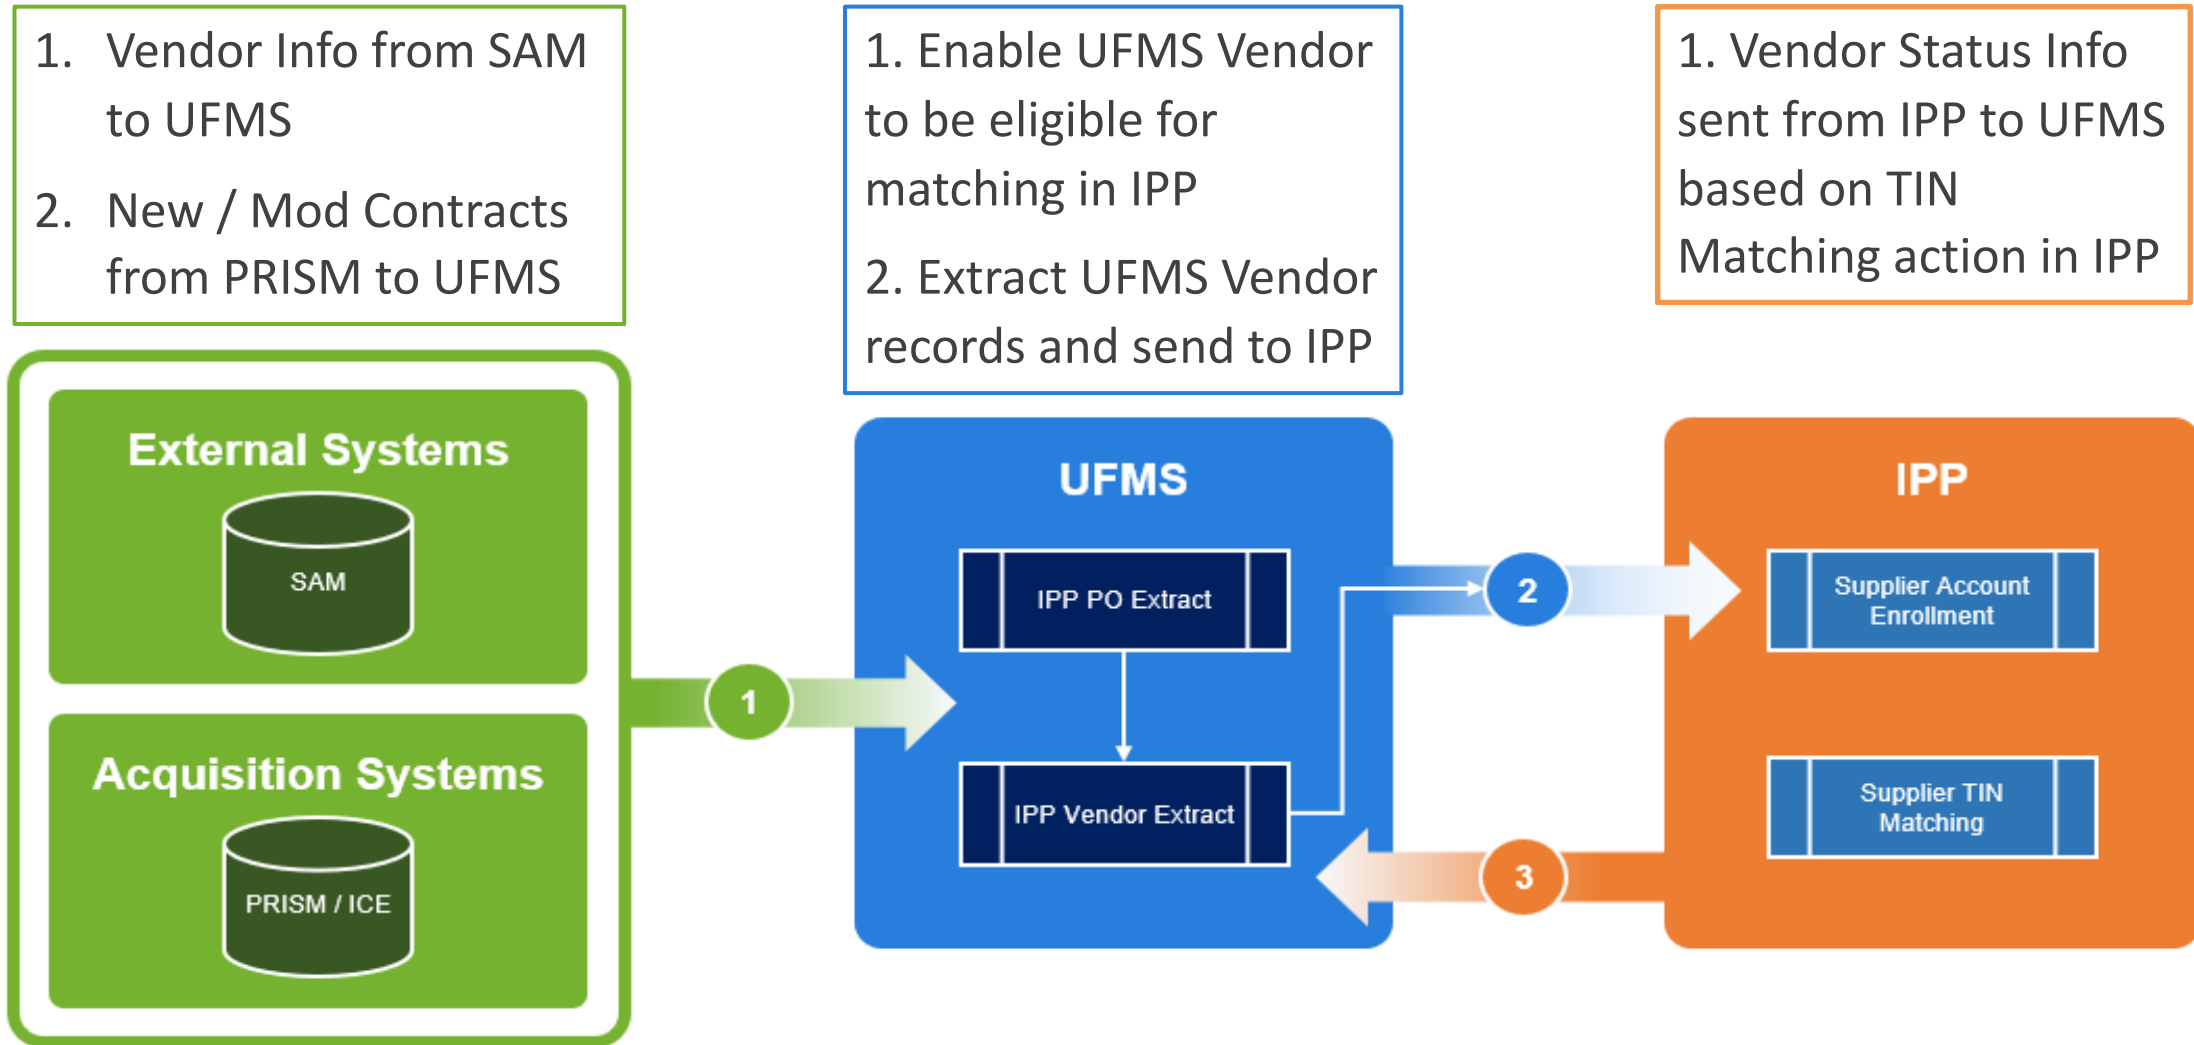 1. Vendor Info from SAM
to UFMS
2. New / Mod Contracts
from PRISM to UFMS
1. Enable UFMS Vendor
to be eligible for
matching in IPP
2. Extract UFMS Vendor
records and send to IPP
1. Vendor Status Info
sent from IPP to UFMS
based on TIN
Matching action in IPP
External Systems
SAM
Acquisition Systems
PRISM / ICE
1
UFMS
IPP PO Extract
IPP Vendor Extract
2
3
IPP
Supplier Account
Enrollment
Supplier TIN
Matching